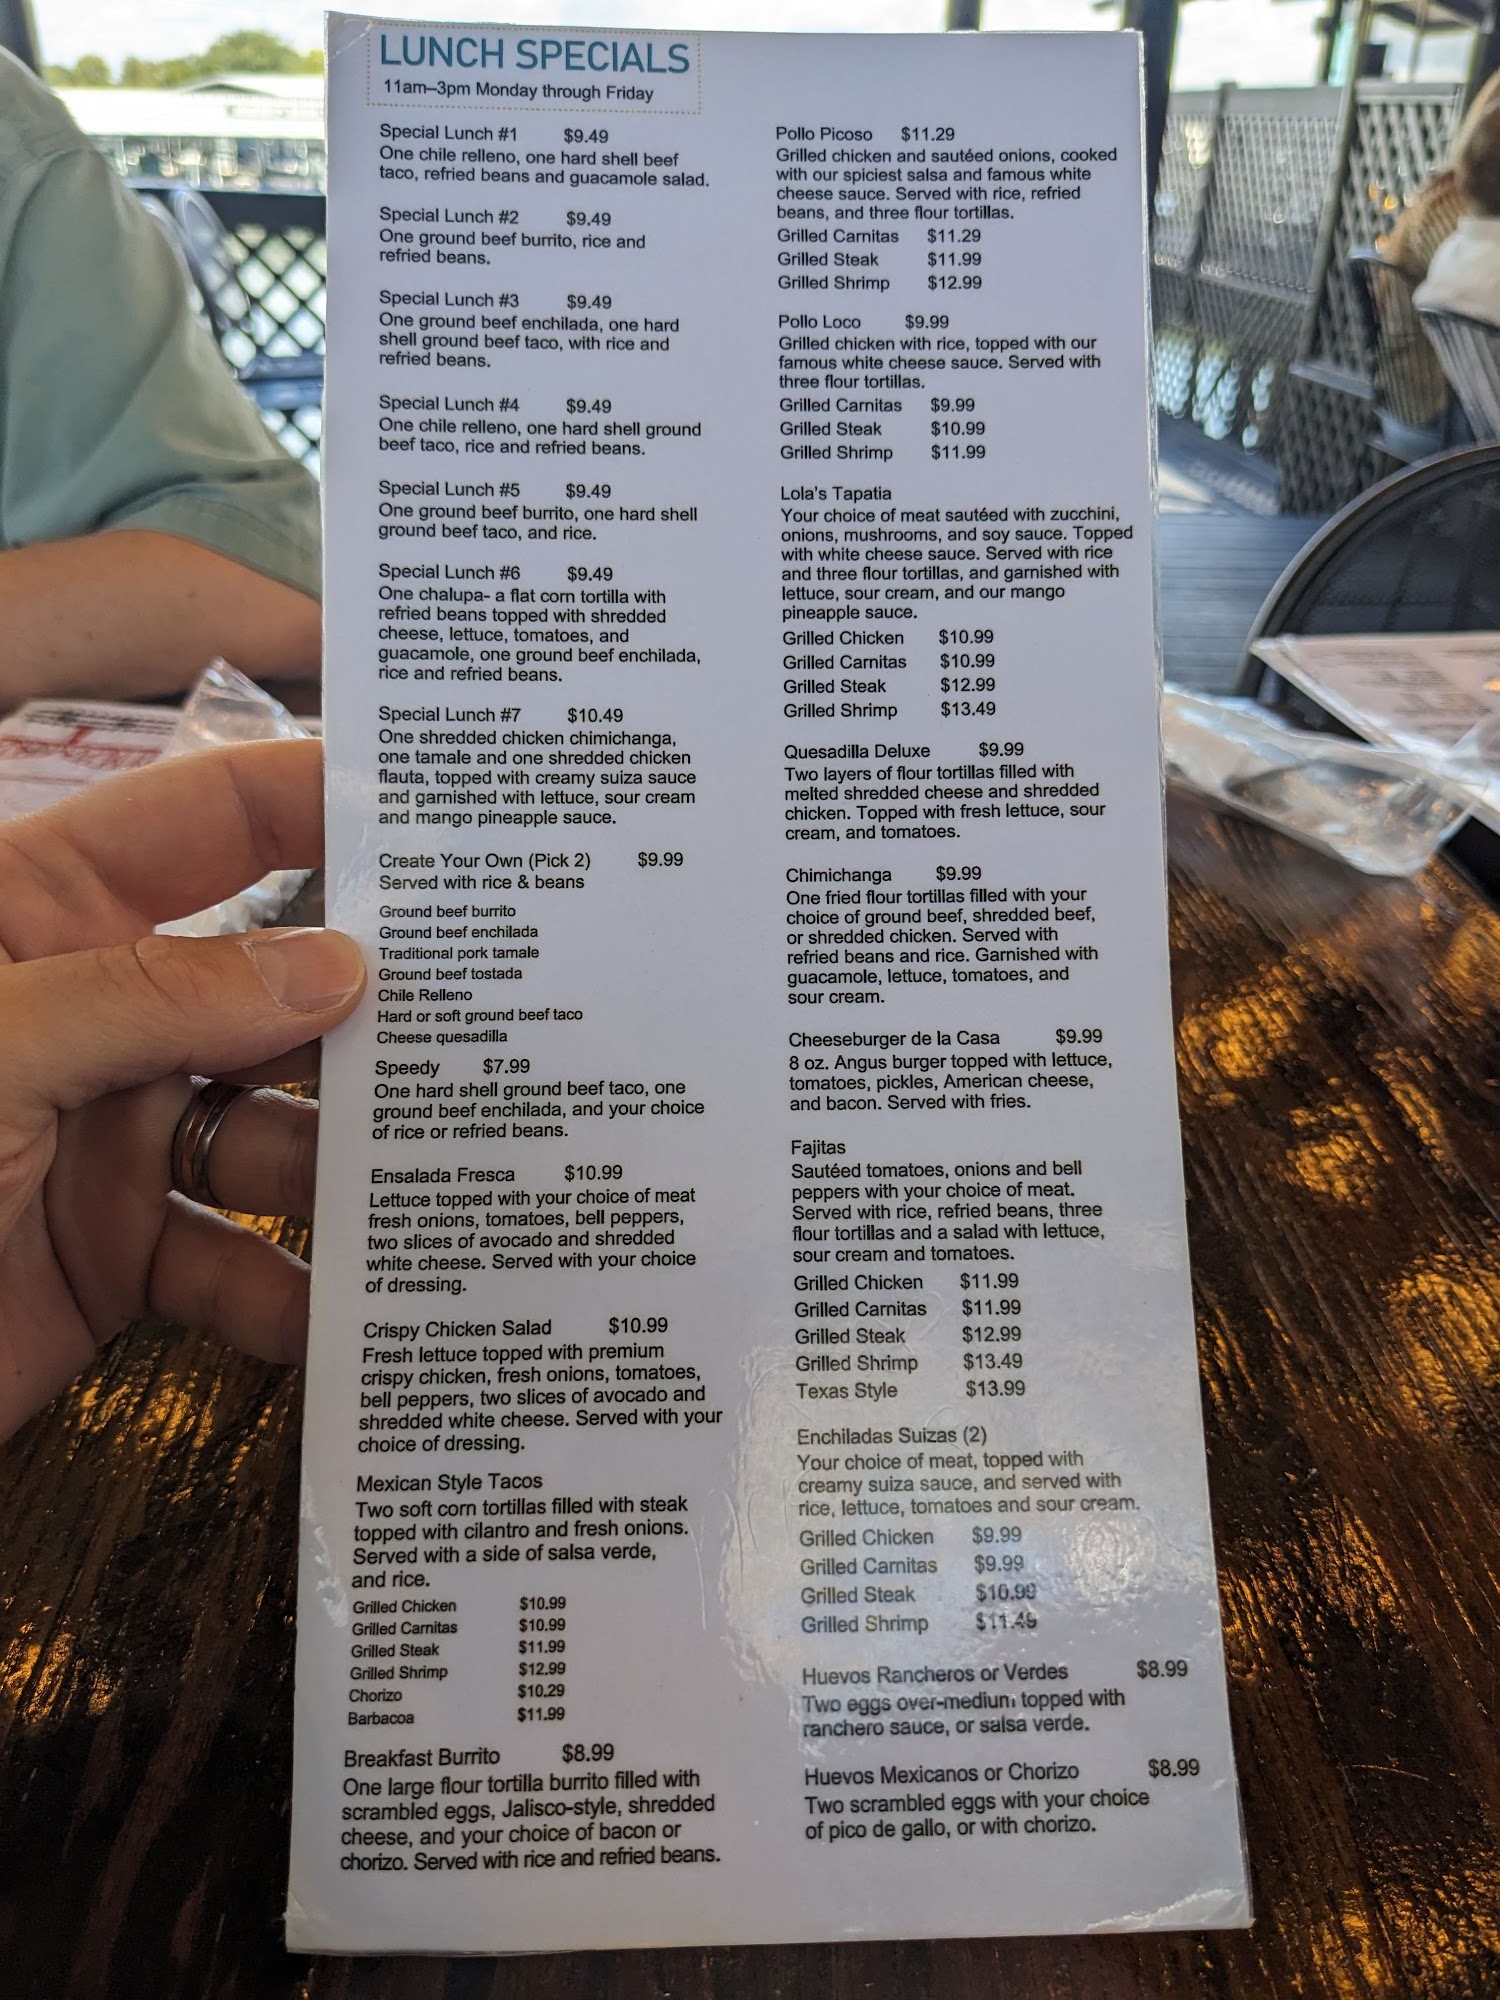 LUNCH SPECIALS
11am–3pm Monday through Friday
Special Lunch #1 $9.49
One chile relleno, one hard shell beef
taco, refried beans and guacamole salad.
Special Lunch #2 $9.49
One ground beef burrito, rice and
refried beans.
Special Lunch #3 $9.49
One ground beef enchilada, one hard
shell ground beef taco, with rice and
refried beans.
Special Lunch #4 $9.49
One chile relleno, one hard shell ground
beef taco, rice and refried beans.
Special Lunch #5 $9.49
One ground beef burrito, one hard shell
ground beef taco, and rice.
Special Lunch #6 $9.49
One chalupa- a flat corn tortilla with
refried beans topped with shredded
cheese, lettuce, tomatoes, and
guacamole, one ground beef enchilada,
rice and refried beans.
Special Lunch #7 $10.49
One shredded chicken chimichanga,
one tamale and one shredded chicken
flauta, topped with creamy suiza sauce
and garnished with lettuce, sour cream
and mango pineapple sauce.
Create Your Own (Pick 2) $9.99
Served with rice & beans
Ground beef burrito
Ground beef enchilada
Traditional pork tamale
Ground beef tostada
Chile Relleno
Hard or soft ground beef taco
Cheese quesadilla
Speedy $7.99
One hard shell ground beef taco, one
ground beef enchilada, and your choice
of rice or refried beans.
Ensalada Fresca $10.99
Lettuce topped with your choice of meat
fresh onions, tomatoes, bell peppers,
two slices of avocado and shredded
white cheese. Served with your choice
of dressing.
Crispy Chicken Salad $10.99
Fresh lettuce topped with premium
crispy chicken, fresh onions, tomatoes,
bell peppers, two slices of avocado and
shredded white cheese. Served with your
choice of dressing.
Mexican Style Tacos
Two soft corn tortillas filled with steak
topped with cilantro and fresh onions.
Served with a side of salsa verde,
and rice.
Grilled Chicken $10.99
Grilled Carnitas $10.99
Grilled Steak $11.99
Grilled Shrimp $12.99
Chorizo $10.29
Barbacoa $11.99
Breakfast Burrito $8.99
One large flour tortilla burrito filled with
scrambled eggs, Jalisco-style, shredded
cheese, and your choice of bacon or
chorizo. Served with rice and refried beans.
Pollo Picoso $11.29
Grilled chicken and sautéed onions, cooked
with our spiciest salsa and famous white
cheese sauce. Served with rice, refried
beans, and three flour tortillas.
Grilled Carnitas $11.29
Grilled Steak $11.99
Grilled Shrimp $12.99
Pollo Loco $9.99
Grilled chicken with rice, topped with our
famous white cheese sauce. Served with
three flour tortillas.
Grilled Carnitas $9.99
Grilled Steak $10.99
Grilled Shrimp $11.99
Lola's Tapatia
Your choice of meat sautéed with zucchini,
onions, mushrooms, and soy sauce. Topped
with white cheese sauce. Served with rice
and three flour tortillas, and garnished with
lettuce, sour cream, and our mango
pineapple sauce.
Grilled Chicken $10.99
Grilled Carnitas $10.99
Grilled Steak $12.99
Grilled Shrimp $13.49
Quesadilla Deluxe $9.99
Two layers of flour tortillas filled with
melted shredded cheese and shredded
chicken. Topped with fresh lettuce, sour
cream, and tomatoes.
Chimichanga $9.99
One fried flour tortillas filled with your
choice of ground beef, shredded beef,
or shredded chicken. Served with
refried beans and rice. Garnished with
guacamole, lettuce, tomatoes, and
sour cream.
Cheeseburger de la Casa $9.99
8 oz. Angus burger topped with lettuce,
tomatoes, pickles, American cheese,
and bacon. Served with fries.
Fajitas
Sautéed tomatoes, onions and bell
peppers with your choice of meat.
Served with rice, refried beans, three
flour tortillas and a salad with lettuce,
sour cream and tomatoes.
Grilled Chicken $11.99
Grilled Carnitas $11.99
Grilled Steak $12.99
Grilled Shrimp $13.49
Texas Style $13.99
Enchiladas Suizas (2)
Your choice of meat, topped with
creamy suiza sauce, and served with
rice, lettuce, tomatoes and sour cream.
Grilled Chicken $9.99
Grilled Carnitas $9.99
Grilled Steak $10.99
Grilled Shrimp $11.49
Huevos Rancheros or Verdes $8.99
Two eggs over-medium topped with
ranchero sauce, or salsa verde.
Huevos Mexicanos or Chorizo $8.99
Two scrambled eggs with your choice
of pico de gallo, or with chorizo.